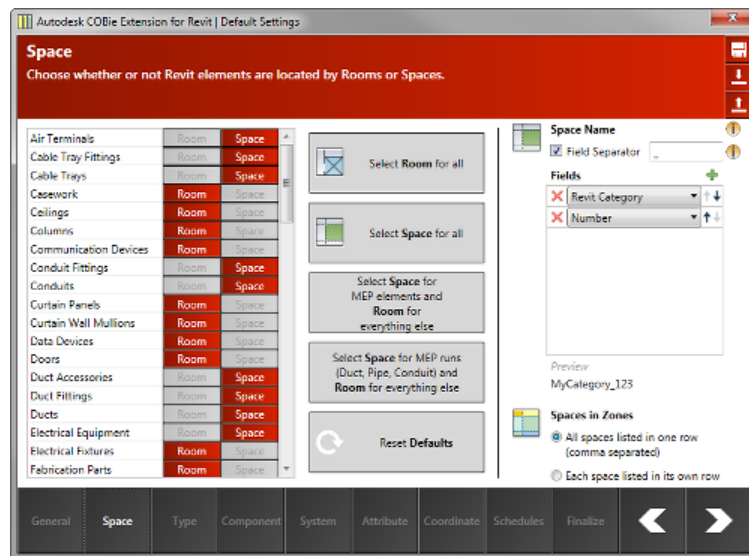 Autodesk COBie Extension for Revit | Default Settings
Space
Choose whether or not Revit elements are located by Rooms or Spaces.
Air Terminals Room Space
Cable Tray Fittings Room Space
Cable Trays Room Space
Casework Room Space
Ceilings Room Space
Columns Room Space
Communication Devices Room Space
Conduit Fittings Room Space
Conduits Room Space
Curtain Panels Room Space
Curtain Wall Mullions Room Space
Data Devices Room Space
Doors Room Space
Duct Accessories Room Space
Duct Fittings Room Space
Ducts Room Space
Electrical Equipment Room Space
Electrical Fixtures Room Space
Fabrication Parts Room Space
Select Room for all
Select Space for all
Select Space for
MEP elements and
Room for
everything else
Select Space for MEP runs
(Duct, Pipe, Conduit) and
Room for everything else
Reset Defaults
Space Name
Field Separator _
Fields
Revit Category
Number
Preview
MyCategory_123
Spaces in Zones
All spaces listed in one row
(comma separated)
Each space listed in its own row
General Space Type Component System Attribute Coordinate Schedules Finalize